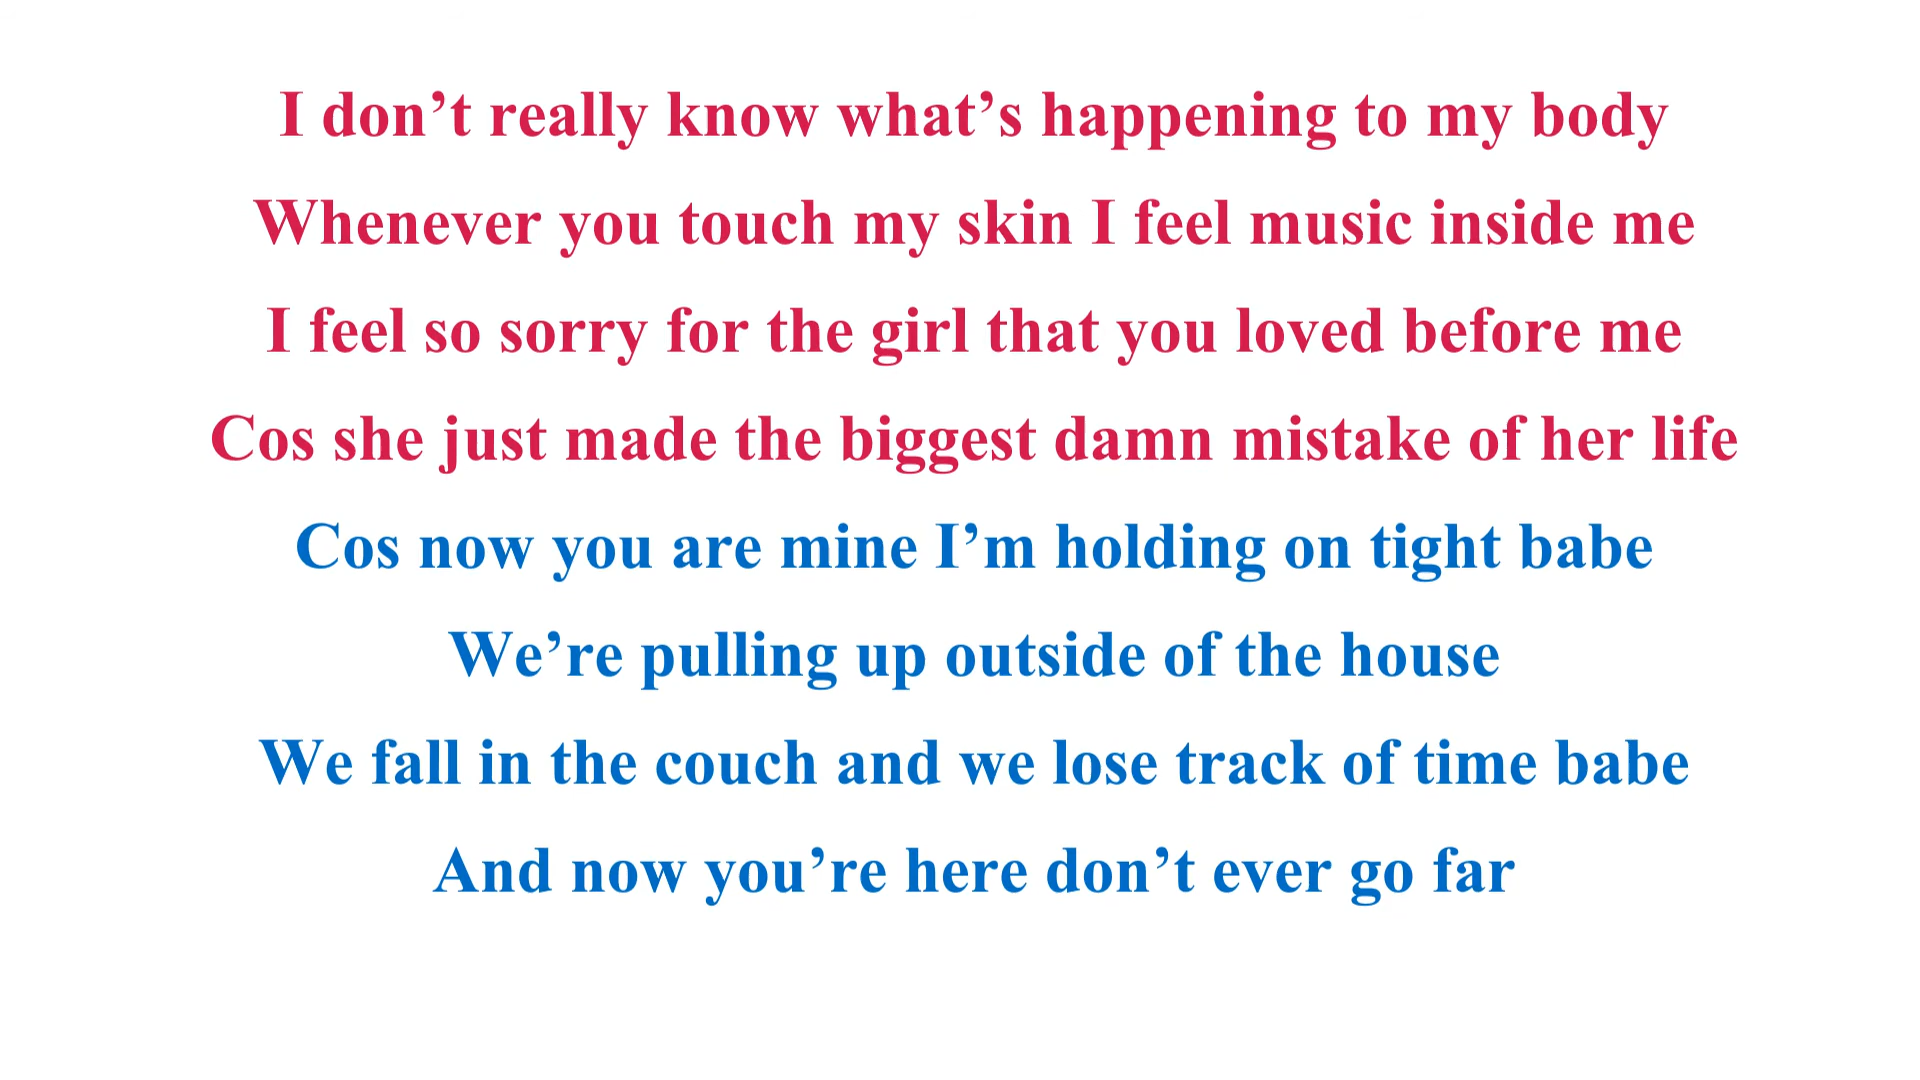 I don’t really know what’s happening to my body
Whenever you touch my skin I feel music inside me
I feel so sorry for the girl that you loved before me
Cos she just made the biggest damn mistake of her life
Cos now you are mine I’m holding on tight babe
We’re pulling up outside of the house
We fall in the couch and we lose track of time babe
And now you’re here don’t ever go far